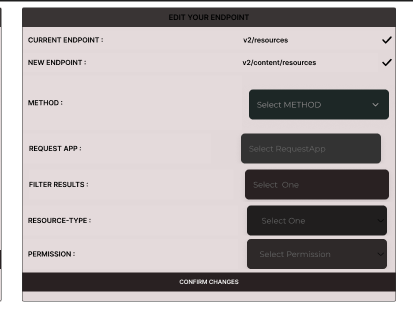 EDIT YOUR ENDPOINT
CURRENT ENDPOINT : v2/resources
NEW ENDPOINT : v2/content/resources
METHOD : Select METHOD
REQUEST APP : Select RequestApp
FILTER RESULTS : Select One
RESOURCE-TYPE : Select One
PERMISSION : Select Permission
CONFIRM CHANGES